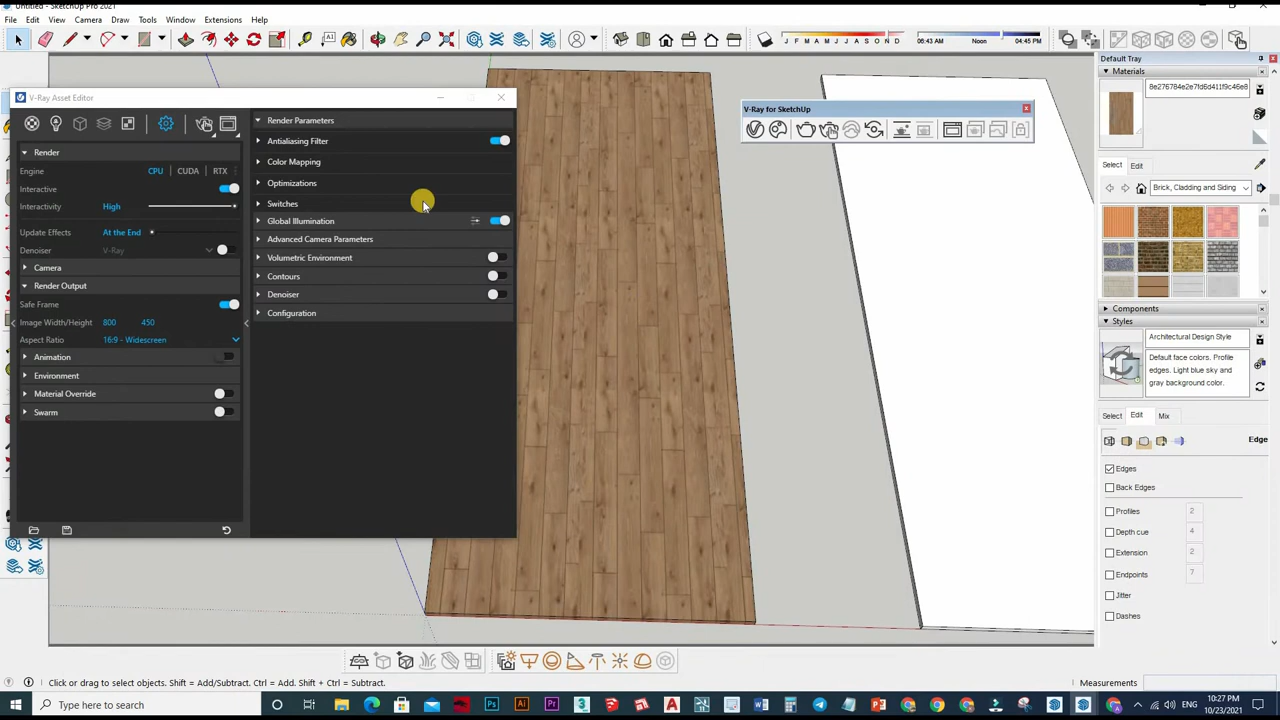 Untitled - SketchUp Pro 2021
File Edit View Camera Draw Tools Window Extensions Help
J F M A M J J A S O N D
06:43 AM Noon 04:45 PM
Default Tray
V-Ray Asset Editor
Materials
8e276784e2e7fd6d411f9c46e8
Select Edit
Brick, Cladding and Siding
V-Ray for SketchUp
Render
Engine CPU CUDA RTX
Interactive
Interactivity High
Update Effects At the End
Denoiser V-Ray
Camera
Render Output
Safe Frame
Image Width/Height 800 450
Aspect Ratio 16:9 - Widescreen
Animation
Environment
Material Override
Swarm
Render Parameters
Antialiasing Filter
Color Mapping
Optimizations
Switches
Global Illumination
Advanced Camera Parameters
Volumetric Environment
Contours
Denoiser
Configuration
Components
Styles
Architectural Design Style
Default face colors. Profile
edges. Light blue sky and
gray background color.
Select Edit Mix
Edge
Edges
Back Edges
Profiles 2
Depth cue 4
Extension 2
Endpoints 7
Jitter
Dashes
Click or drag to select objects. Shift = Add/Subtract. Ctrl = Add. Shift + Ctrl = Subtract.
Measurements
Type here to search
10:27 PM
10/23/2021